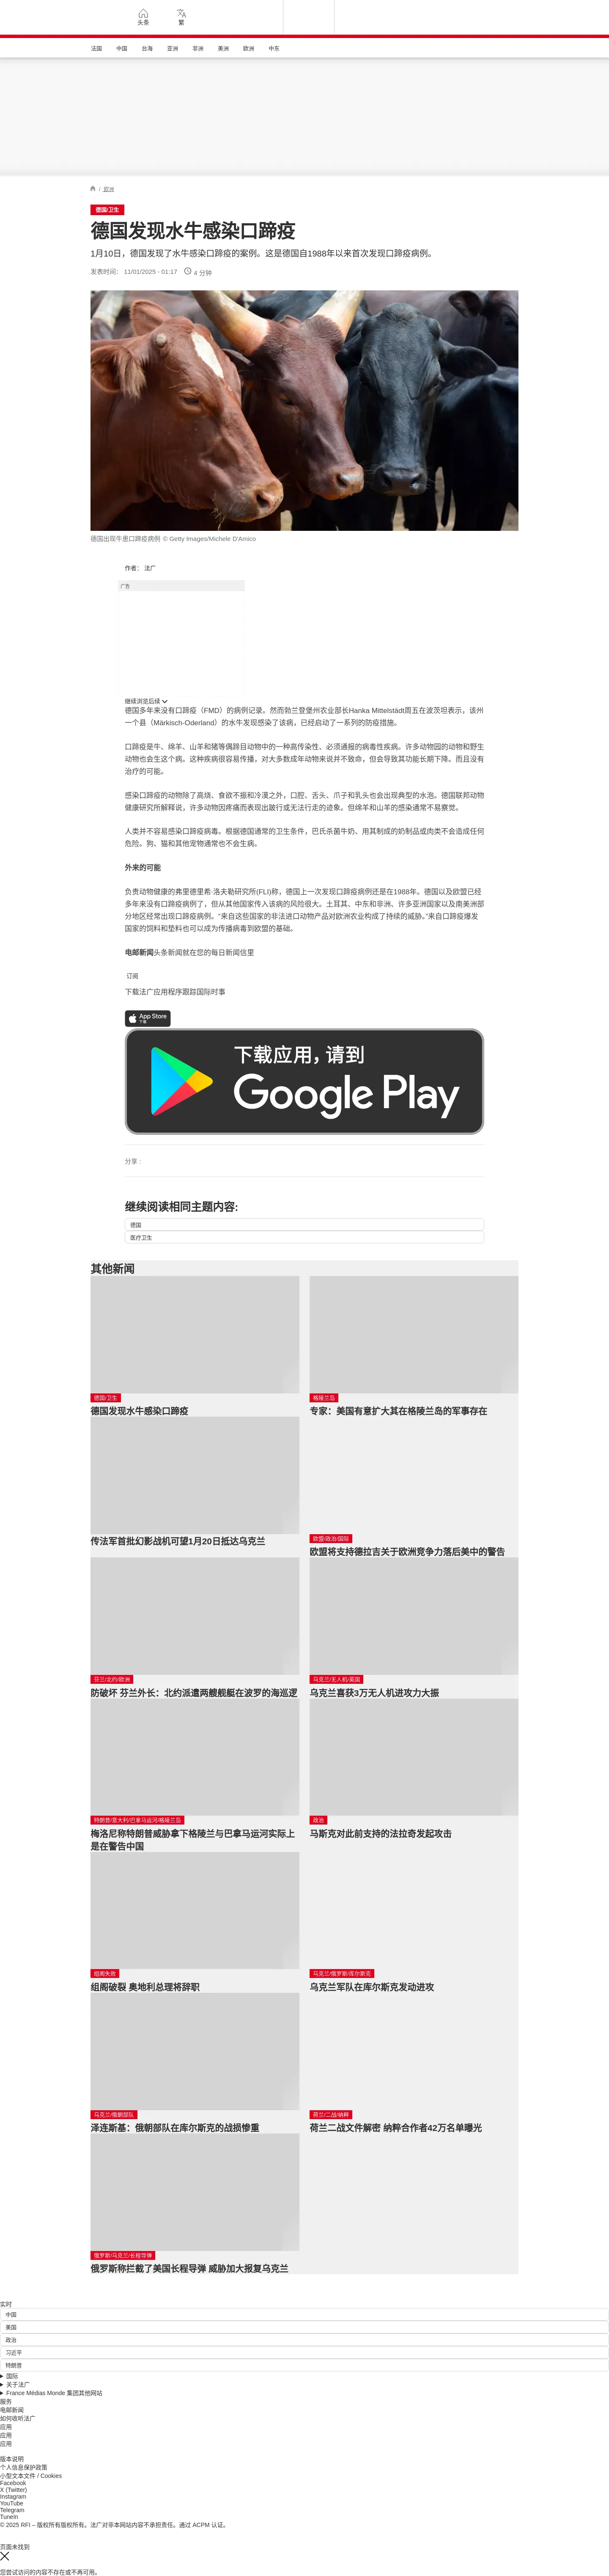 头条
繁
法国
中国
台海
亚洲
非洲
美洲
欧洲
中东
/ 欧洲
德国/卫生
德国发现水牛感染口蹄疫
1月10日，德国发现了水牛感染口蹄疫的案例。这是德国自1988年以来首次发现口蹄疫病例。
发表时间： 11/01/2025 - 01:17 4 分钟
德国出现牛患口蹄疫病例 © Getty Images/Michele D'Amico
作者： 法广
广告
继续浏览后续
德国多年来没有口蹄疫（FMD）的病例记录。然而勃兰登堡州农业部长Hanka Mittelstädt周五在波茨坦表示，该州
一个县（Märkisch-Oderland）的水牛发现感染了该病，已经启动了一系列的防疫措施。
口蹄疫是牛、绵羊、山羊和猪等偶蹄目动物中的一种高传染性、必须通报的病毒性疾病。许多动物园的动物和野生
动物也会生这个病。这种疾病很容易传播，对大多数成年动物来说并不致命，但会导致其功能长期下降。而且没有
治疗的可能。
感染口蹄疫的动物除了高烧、食欲不振和冷漠之外，口腔、舌头、爪子和乳头也会出现典型的水泡。德国联邦动物
健康研究所解释说，许多动物因疼痛而表现出跛行或无法行走的迹象。但绵羊和山羊的感染通常不易察觉。
人类并不容易感染口蹄疫病毒。根据德国通常的卫生条件，巴氏杀菌牛奶、用其制成的奶制品或肉类不会造成任何
危险。狗、猫和其他宠物通常也不会生病。
外来的可能
负责动物健康的弗里德里希·洛夫勒研究所(FLI)称，德国上一次发现口蹄疫病例还是在1988年。德国以及欧盟已经
多年来没有口蹄疫病例了，但从其他国家传入该病的风险很大。土耳其、中东和非洲、许多亚洲国家以及南美洲部
分地区经常出现口蹄疫病例。“来自这些国家的非法进口动物产品对欧洲农业构成了持续的威胁。”来自口蹄疫爆发
国家的饲料和垫料也可以成为传播病毒到欧盟的基础。
电邮新闻头条新闻就在您的每日新闻信里
订阅
下载法广应用程序跟踪国际时事
App Store
下载
下载应用，请到
Google Play
分享 :
继续阅读相同主题内容:
德国
医疗卫生
其他新闻
德国/卫生
德国发现水牛感染口蹄疫
格陵兰岛
专家：美国有意扩大其在格陵兰岛的军事存在
传法军首批幻影战机可望1月20日抵达乌克兰
欧盟/政治/国际
欧盟将支持德拉吉关于欧洲竞争力落后美中的警告
芬兰/北约/欧洲
防破坏 芬兰外长：北约派遣两艘舰艇在波罗的海巡逻
乌克兰/无人机/英国
乌克兰喜获3万无人机进攻力大振
特朗普/意大利/巴拿马运河/格陵兰岛
梅洛尼称特朗普威胁拿下格陵兰与巴拿马运河实际上
是在警告中国
政治
马斯克对此前支持的法拉奇发起攻击
组阁失败
组阁破裂 奥地利总理将辞职
乌克兰/俄罗斯/库尔斯克
乌克兰军队在库尔斯克发动进攻
乌克兰/俄朝部队
泽连斯基：俄朝部队在库尔斯克的战损惨重
荷兰/二战/纳粹
荷兰二战文件解密 纳粹合作者42万名单曝光
俄罗斯/乌克兰/长程导弹
俄罗斯称拦截了美国长程导弹 威胁加大报复乌克兰
实时
中国
美国
政治
习近平
特朗普
国际
关于法广
France Médias Monde 集团其他网站
服务
电邮新闻
如何收听法广
应用
应用
应用
版本说明
个人信息保护政策
小型文本文件 / Cookies
Facebook
X (Twitter)
Instagram
YouTube
Telegram
TuneIn
© 2025 RFI – 版权所有版权所有。法广对非本网站内容不承担责任。通过 ACPM 认证。
页面未找到
您尝试访问的内容不存在或不再可用。